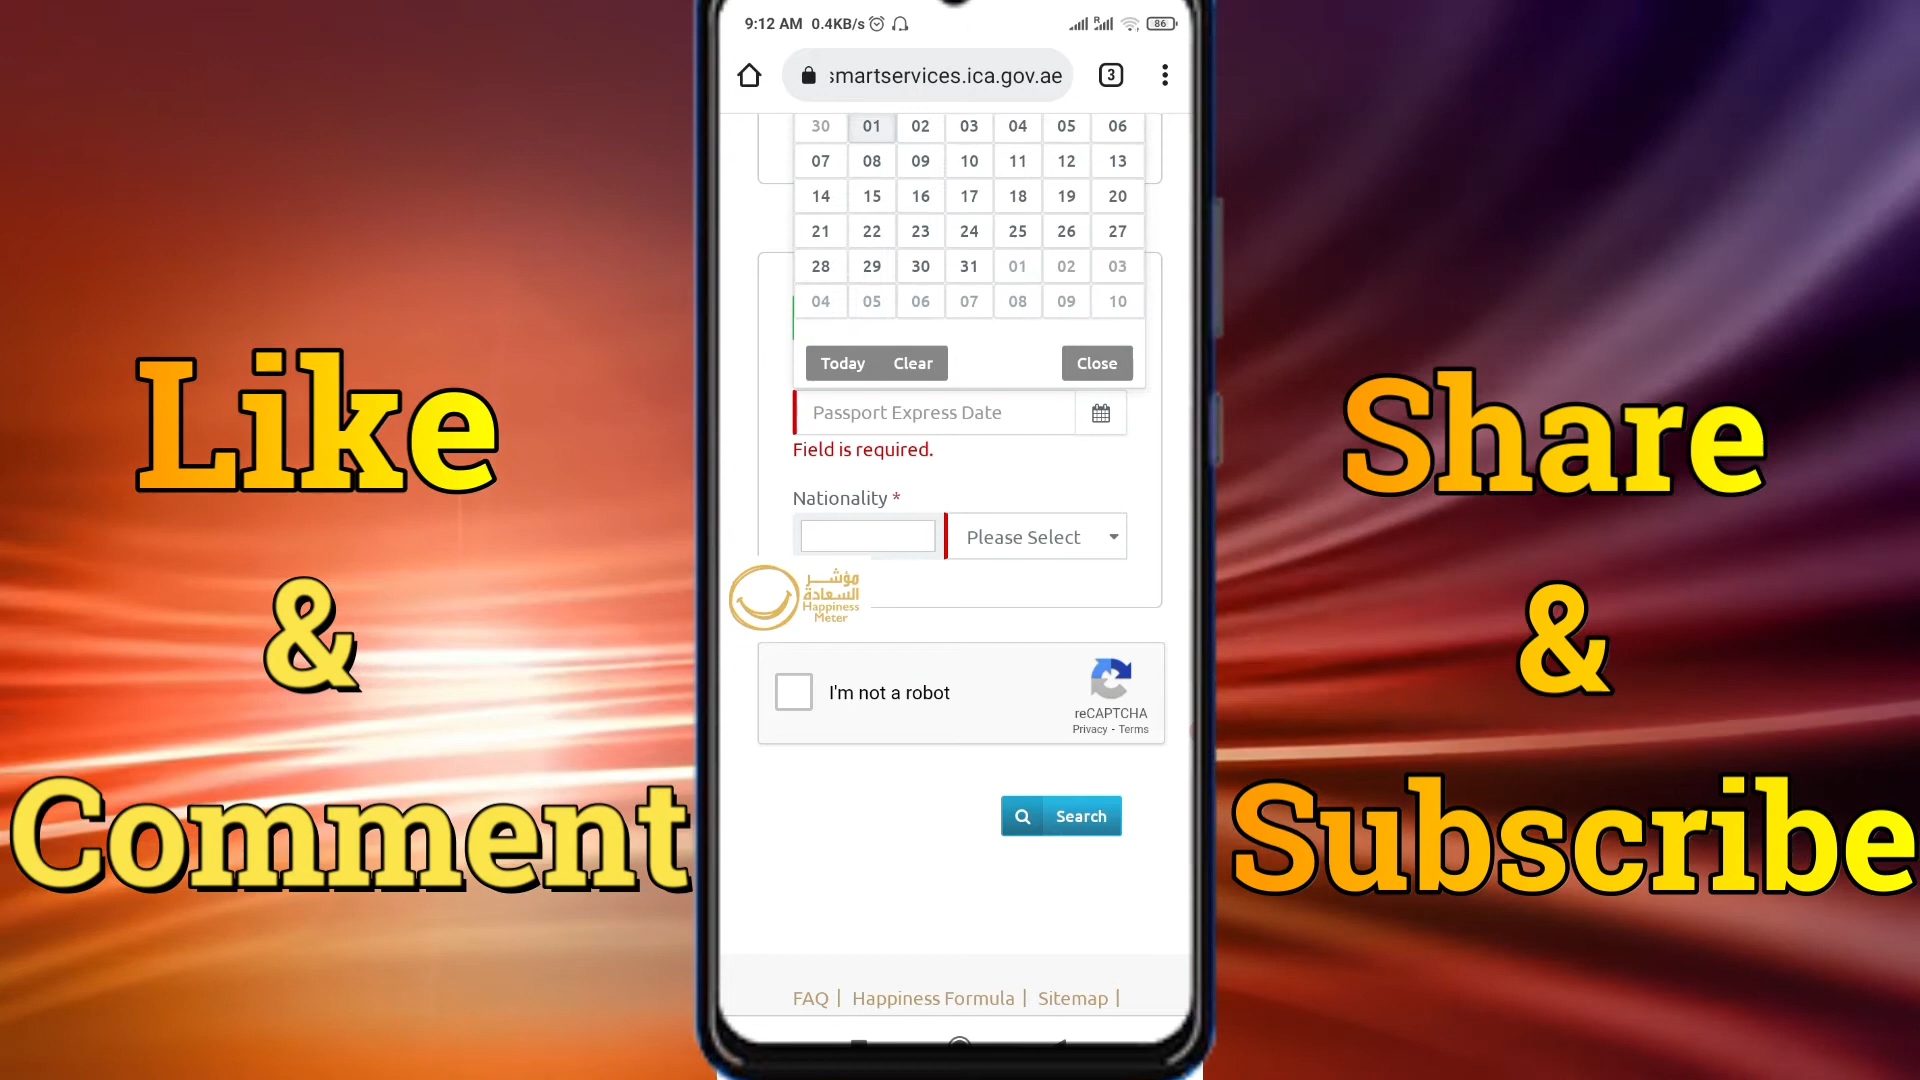 9:12 AM 0.4KB/s
R
86
smartservices.ica.gov.ae
3
30 01 02 03 04 05 06
07 08 09 10 11 12 13
14 15 16 17 18 19 20
21 22 23 24 25 26 27
28 29 30 31 01 02 03
04 05 06 07 08 09 10
Today Clear Close
Passport Express Date
Field is required.
Nationality *
Please Select
مؤشر
السعادة
Happiness
Meter
I'm not a robot
reCAPTCHA
Privacy - Terms
Search
FAQ | Happiness Formula | Sitemap |
Like
&
Comment
Share
&
Subscribe